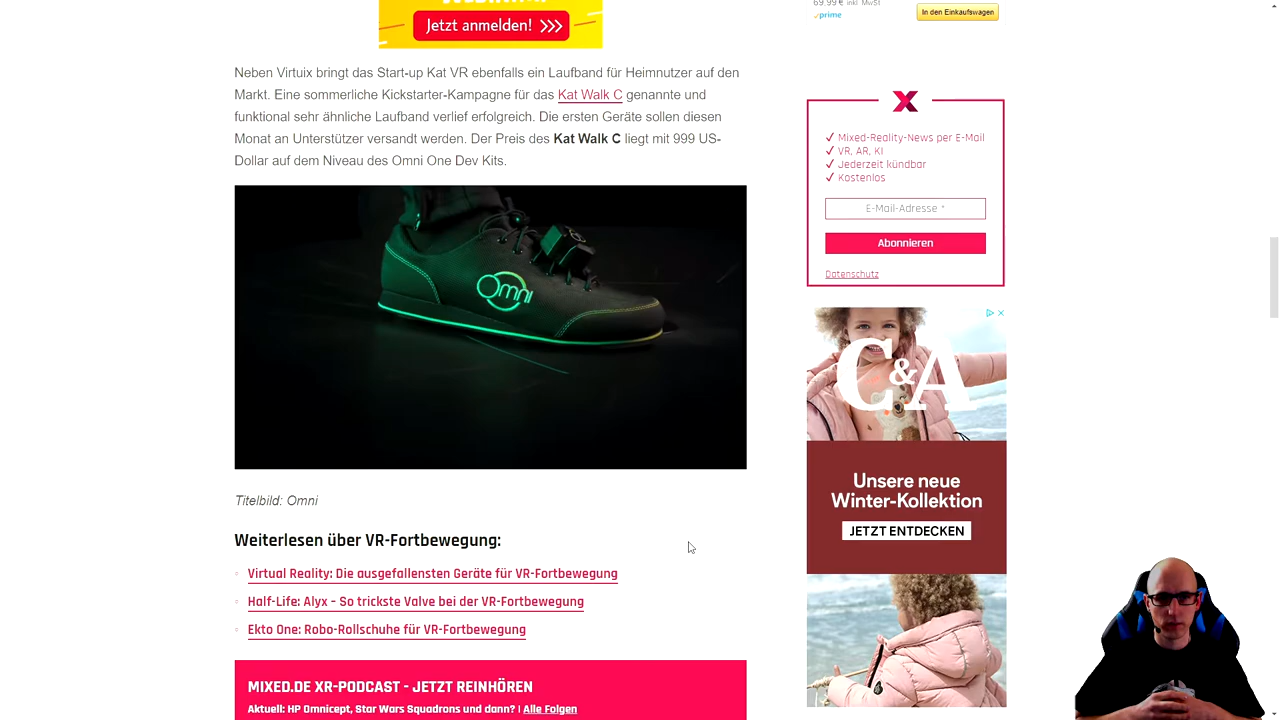 Jetzt anmelden! >>>
69,99 € inkl. MwSt
prime
In den Einkaufswagen
Neben Virtuix bringt das Start-up Kat VR ebenfalls ein Laufband für Heimnutzer auf den
Markt. Eine sommerliche Kickstarter-Kampagne für das Kat Walk C genannte und
funktional sehr ähnliche Laufband verlief erfolgreich. Die ersten Geräte sollen diesen
Monat an Unterstützer versandt werden. Der Preis des Kat Walk C liegt mit 999 US-
Dollar auf dem Niveau des Omni One Dev Kits.
Omni
Titelbild: Omni
Weiterlesen über VR-Fortbewegung:
Virtual Reality: Die ausgefallensten Geräte für VR-Fortbewegung
Half-Life: Alyx – So trickste Valve bei der VR-Fortbewegung
Ekto One: Robo-Rollschuhe für VR-Fortbewegung
MIXED.DE XR-PODCAST - JETZT REINHÖREN
Aktuell: HP Omnicept, Star Wars Squadrons und dann? | Alle Folgen
X
✓ Mixed-Reality-News per E-Mail
✓ VR, AR, KI
✓ Jederzeit kündbar
✓ Kostenlos
E-Mail-Adresse *
Abonnieren
Datenschutz
C&A
Unsere neue
Winter-Kollektion
JETZT ENTDECKEN